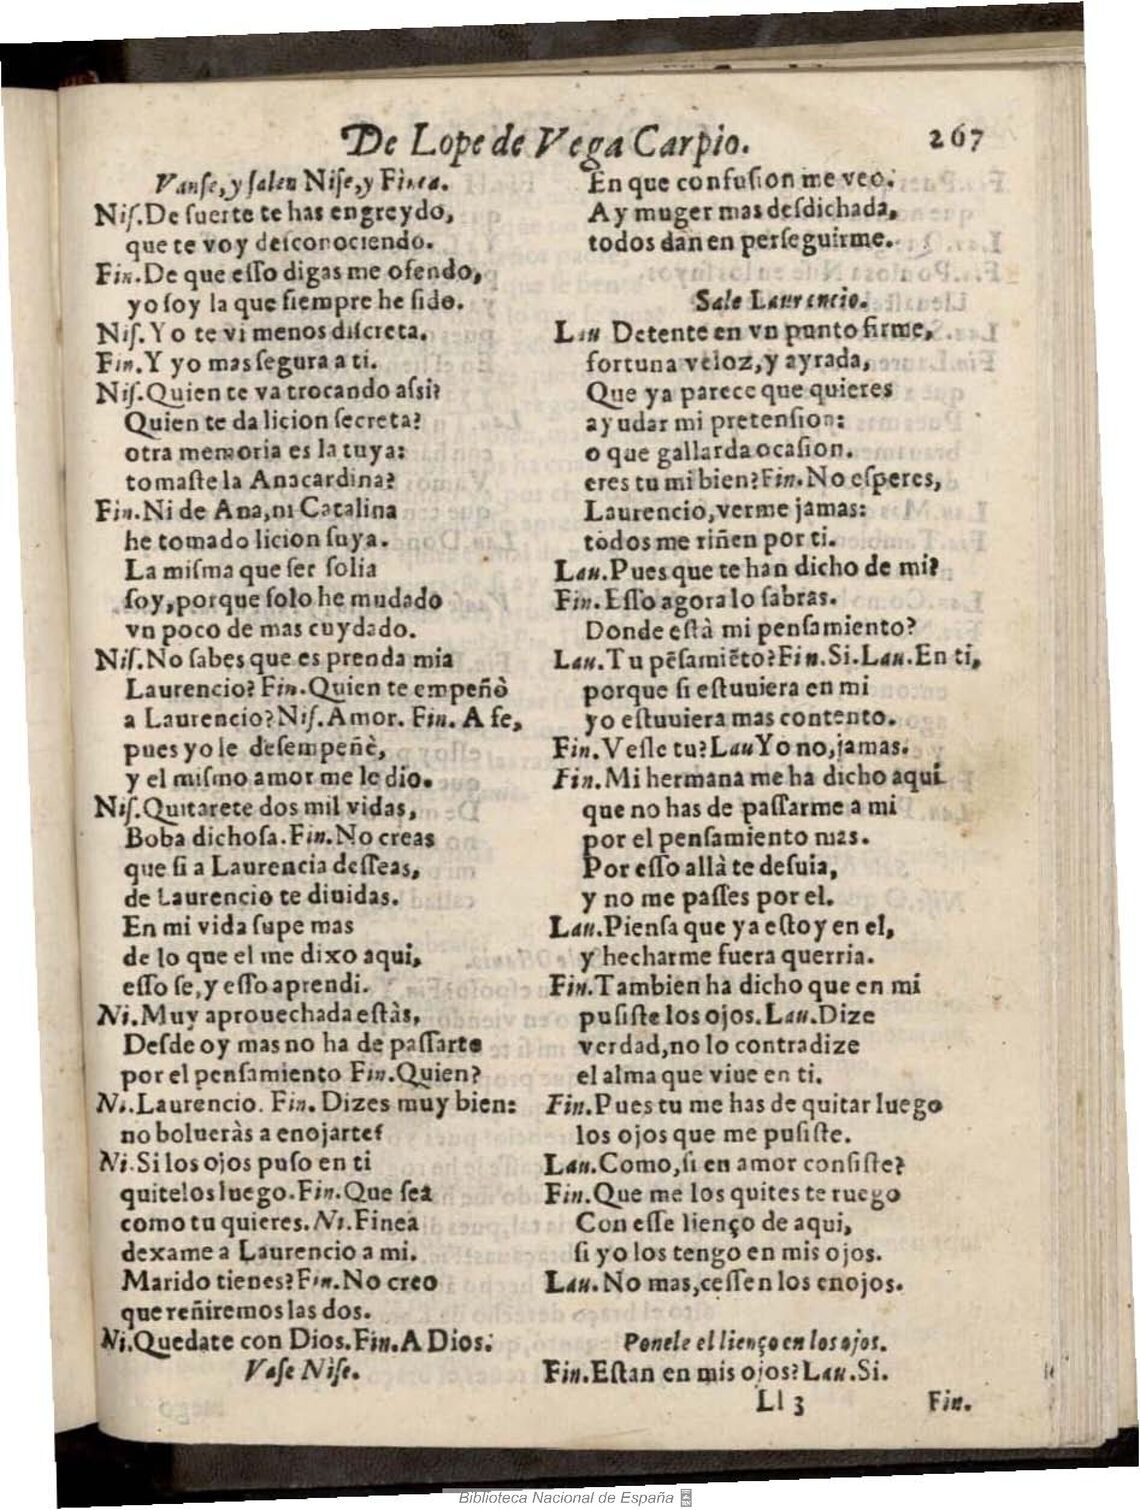 De Lope de Vega Carpio. 267
Vanse, y salen Nise, y Finea.
Nis. De suerte te has engreydo,
que te voy desconociendo.
Fin. De que esso digas me ofendo,
yo soy la que siempre he sido.
Nis. Yo te vi menos discreta.
Fin. Y yo mas segura a ti.
Nis. Quien te va trocando assi?
Quien te da licion secreta?
otra memoria es la tuya:
tomaste la Anacardina?
Fin. Ni de Ana, ni Catalina
he tomado licion suya.
La misma que ser solia
soy, porque solo he mudado
vn poco de mas cuydado.
Nis. No sabes que es prenda mia
Laurencio? Fin. Quien te empeñò
a Laurencio? Nis. Amor. Fin. A fe,
pues yo le desempeñè,
y el mismo amor me le dio.
Nis. Quitarete dos mil vidas,
Boba dichosa. Fin. No creas
que si a Laurencia desseas,
de Laurencio te diuidas.
En mi vida supe mas
de lo que el me dixo aqui,
esso se, y esso aprendi.
Ni. Muy aprouechada estàs,
Desde oy mas no ha de passarte
por el pensamiento Fin. Quien?
Ni. Laurencio. Fin. Dizes muy bien:
no bolueràs a enojarte?
Ni. Si los ojos puso en ti
quitelos luego. Fin. Que sea
como tu quieres. Ni. Finea
dexame a Laurencio a mi.
Marido tienes? Fin. No creo
que reñiremos las dos.
Ni. Quedate con Dios. Fin. A Dios.
Vase Nise.
En que confusion me veo.
Ay muger mas desdichada,
todos dan en perseguirme.
Sale Laurencio.
Lau Detente en vn punto firme,
fortuna veloz, y ayrada,
Que ya parece que quieres
ayudar mi pretension:
o que gallarda ocasion.
eres tu mi bien? Fin. No esperes,
Laurencio, verme jamas:
todos me riñen por ti.
Lau. Pues que te han dicho de mi?
Fin. Esso agora lo sabras.
Donde està mi pensamiento?
Lau. Tu pẽsamiẽto? Fin. Si. Lau. En ti,
porque si estuuiera en mi
yo estuuiera mas contento.
Fin. Vesle tu? Lau Yo no, jamas.
Fin. Mi hermana me ha dicho aqui
que no has de passarme a mi
por el pensamiento mas.
Por esso allà te desuia,
y no me passes por el.
Lau. Piensa que ya estoy en el,
y hecharme fuera querria.
Fin. Tambien ha dicho que en mi
pusiste los ojos. Lau. Dize
verdad, no lo contradize
el alma que viue en ti.
Fin. Pues tu me has de quitar luego
los ojos que me pusiste.
Lau. Como, si en amor consiste?
Fin. Que me los quites te ruego
Con esse lienço de aqui,
si yo los tengo en mis ojos.
Lau. No mas, cessen los enojos.
Ponele el lienço en los ojos.
Fin. Estan en mis ojos? Lau. Si.
Ll 3 Fin.
Biblioteca Nacional de España